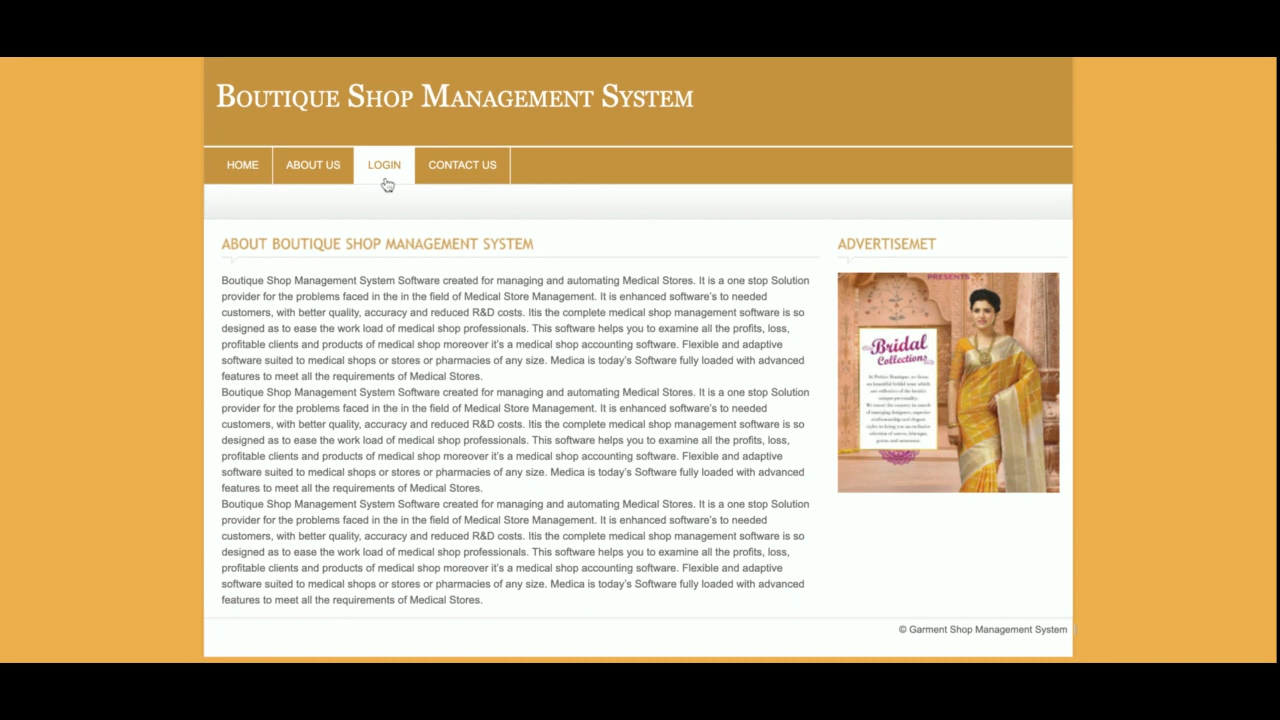 Boutique Shop Management System
HOME
ABOUT US
LOGIN
CONTACT US
ABOUT BOUTIQUE SHOP MANAGEMENT SYSTEM
Boutique Shop Management System Software created for managing and automating Medical Stores. It is a one stop Solution
provider for the problems faced in the in the field of Medical Store Management. It is enhanced software's to needed
customers, with better quality, accuracy and reduced R&D costs. Itis the complete medical shop management software is so
designed as to ease the work load of medical shop professionals. This software helps you to examine all the profits, loss,
profitable clients and products of medical shop moreover it's a medical shop accounting software. Flexible and adaptive
software suited to medical shops or stores or pharmacies of any size. Medica is today's Software fully loaded with advanced
features to meet all the requirements of Medical Stores.
Boutique Shop Management System Software created for managing and automating Medical Stores. It is a one stop Solution
provider for the problems faced in the in the field of Medical Store Management. It is enhanced software's to needed
customers, with better quality, accuracy and reduced R&D costs. Itis the complete medical shop management software is so
designed as to ease the work load of medical shop professionals. This software helps you to examine all the profits, loss,
profitable clients and products of medical shop moreover it's a medical shop accounting software. Flexible and adaptive
software suited to medical shops or stores or pharmacies of any size. Medica is today's Software fully loaded with advanced
features to meet all the requirements of Medical Stores.
Boutique Shop Management System Software created for managing and automating Medical Stores. It is a one stop Solution
provider for the problems faced in the in the field of Medical Store Management. It is enhanced software's to needed
customers, with better quality, accuracy and reduced R&D costs. Itis the complete medical shop management software is so
designed as to ease the work load of medical shop professionals. This software helps you to examine all the profits, loss,
profitable clients and products of medical shop moreover it's a medical shop accounting software. Flexible and adaptive
software suited to medical shops or stores or pharmacies of any size. Medica is today's Software fully loaded with advanced
features to meet all the requirements of Medical Stores.
ADVERTISEMET
PRESENTS
Bridal
Collections
© Garment Shop Management System